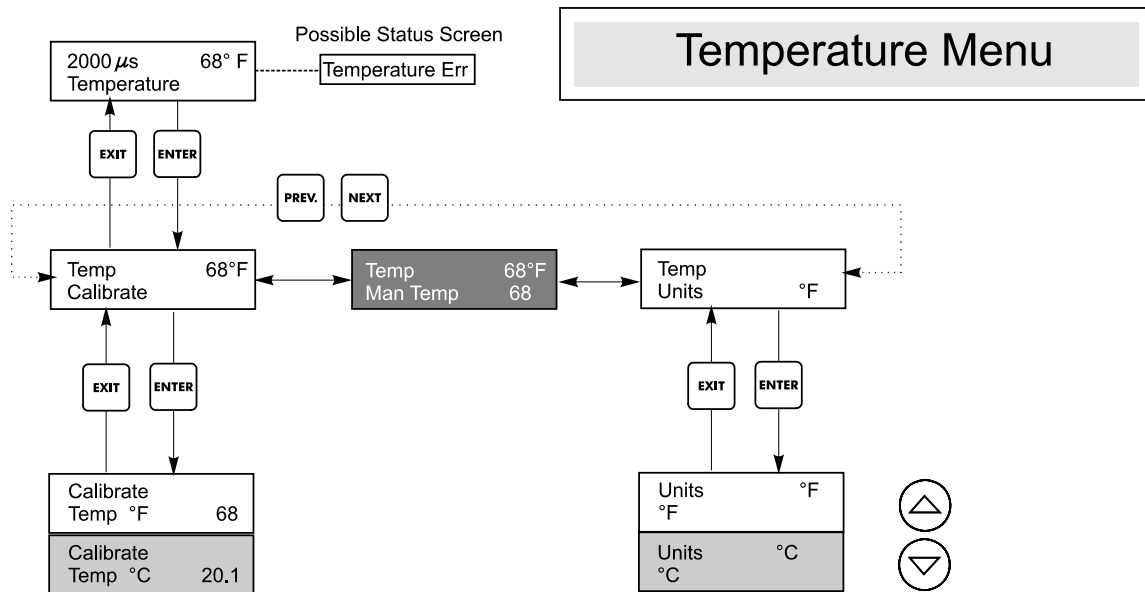 Temperature Menu
Possible Status Screen
2000 μs 68° F
Temperature
Temperature Err
EXIT ENTER
PREV. NEXT
Temp 68°F
Calibrate
Temp 68°F
Man Temp 68
Temp
Units °F
EXIT ENTER
EXIT ENTER
Calibrate
Temp °F 68
Calibrate
Temp °C 20.1
Units °F
°F
Units °C
°C